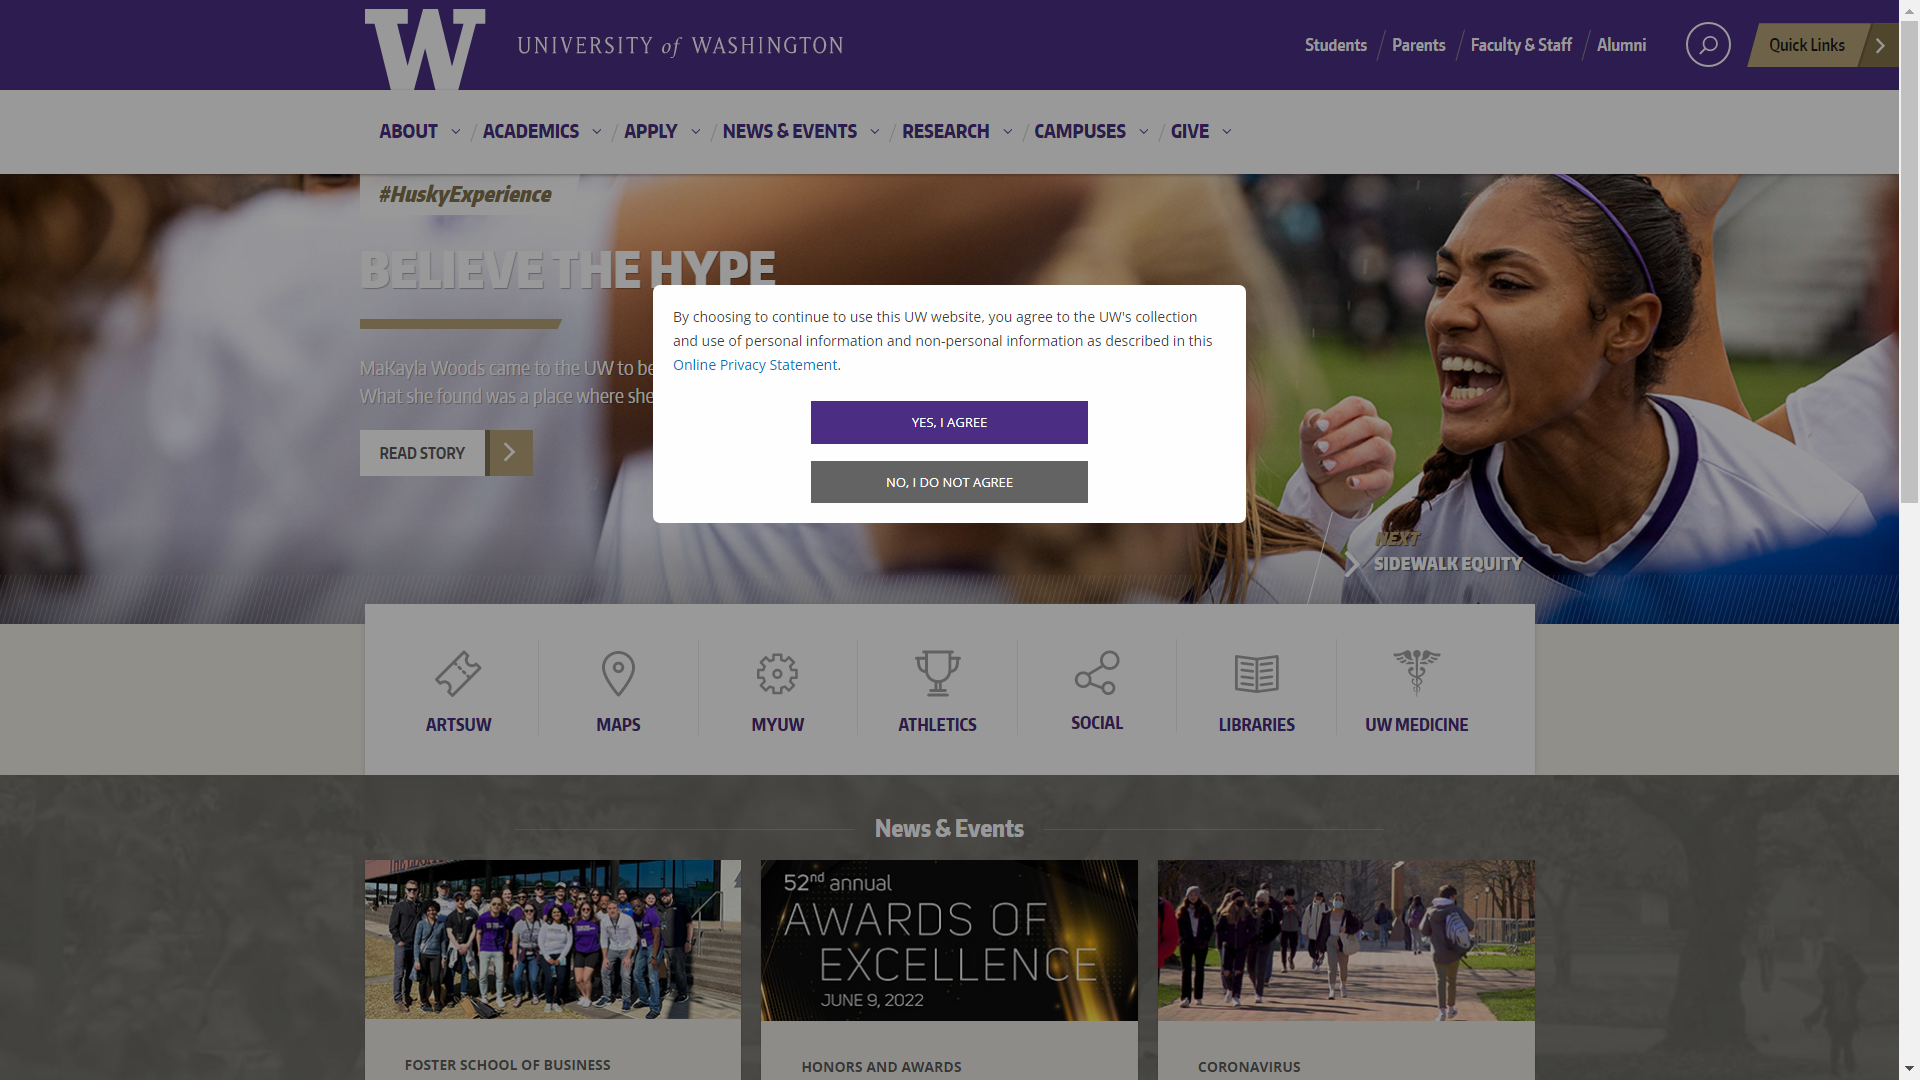 W
UNIVERSITY of WASHINGTON
Students
Parents
Faculty & Staff
Alumni
Quick Links
ABOUT
ACADEMICS
APPLY
NEWS & EVENTS
RESEARCH
CAMPUSES
GIVE
#HuskyExperience
BELIEVE THE HYPE
MaKayla Woods came to the UW to be
What she found was a place where she
READ STORY
By choosing to continue to use this UW website, you agree to the UW's collection
and use of personal information and non-personal information as described in this
Online Privacy Statement.
YES, I AGREE
NO, I DO NOT AGREE
NEXT
SIDEWALK EQUITY
ARTSUW
MAPS
MYUW
ATHLETICS
SOCIAL
LIBRARIES
UW MEDICINE
News & Events
52nd annual
AWARDS OF
EXCELLENCE
JUNE 9, 2022
FOSTER SCHOOL OF BUSINESS
HONORS AND AWARDS
CORONAVIRUS